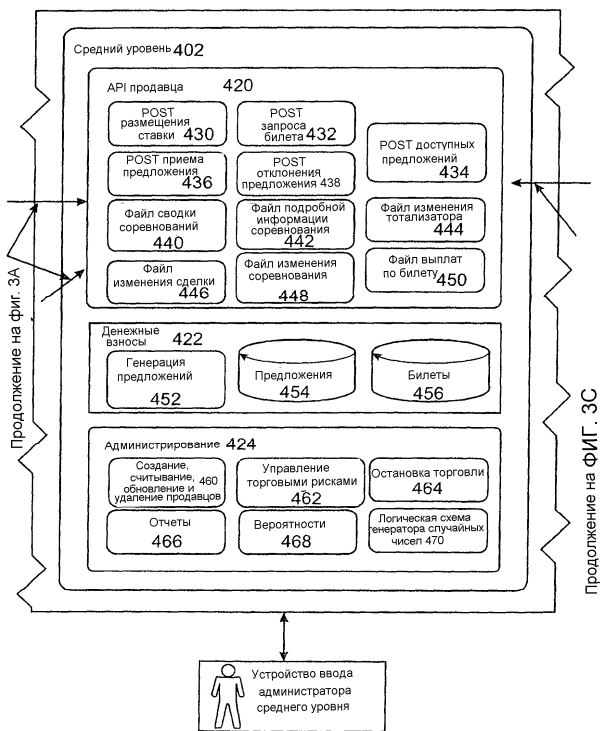 Средний уровень 402
API продавца 420
POST
размещения
ставки 430
POST
запроса
билета 432
POST доступных
предложений
434
POST приема
предложения
436
POST
отклонения
предложения 438
Файл сводки
соревнований
440
Файл подробной
информации
соревнования
442
Файл изменения
тотализатора
444
Файл
изменения сделки
446
Файл изменения
соревнования
448
Файл выплат
по билету 450
Денежные
взносы 422
Генерация
предложений
452
Предложения
454
Билеты
456
Администрирование 424
Создание,
считывание, 460
обновление и
удаление продавцов
Управление
торговыми рисками
462
Остановка торговли
464
Отчеты
466
Вероятности
468
Логическая схема
генератора случайных
чисел 470
Продолжение на фиг. 3А
Продолжение на ФИГ. 3С
Устройство ввода
администратора
среднего уровня